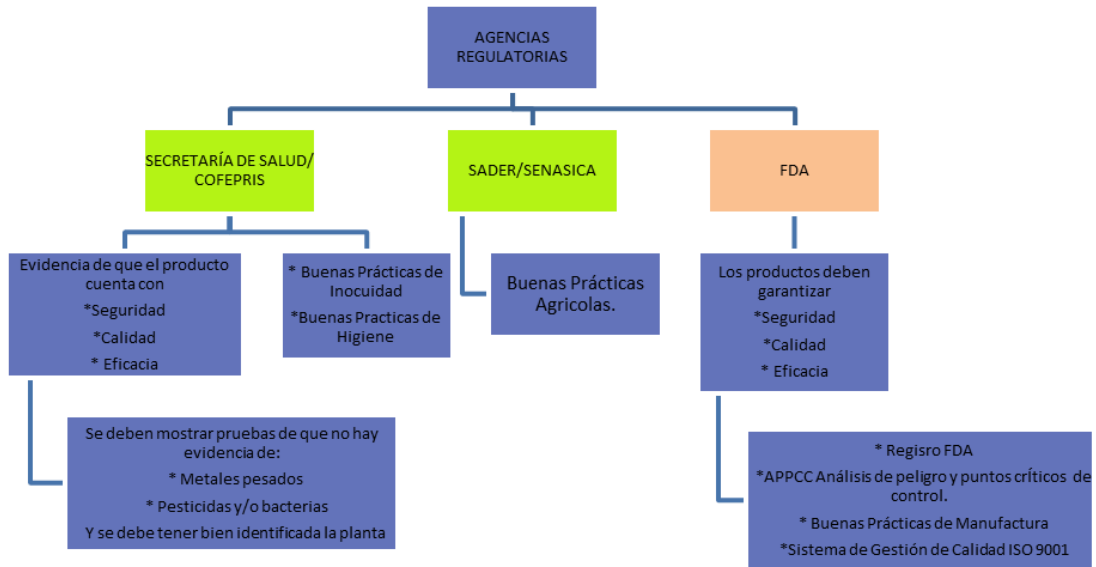 AGENCIAS
REGULATORIAS
SECRETARÍA DE SALUD/
COFEPRIS
SADER/SENASICA
FDA
Evidencia de que el producto
cuenta con
*Seguridad
*Calidad
* Eficacia
* Buenas Prácticas de
Inocuidad
*Buenas Practicas de
Higiene
Buenas Prácticas
Agricolas.
Los productos deben
garantizar
*Seguridad
*Calidad
* Eficacia
Se deben mostrar pruebas de que no hay
evidencia de:
* Metales pesados
* Pesticidas y/o bacterias
Y se debe tener bien identificada la planta
* Regisro FDA
*APPCC Análisis de peligro y puntos críticos de
control.
* Buenas Prácticas de Manufactura
*Sistema de Gestión de Calidad ISO 9001